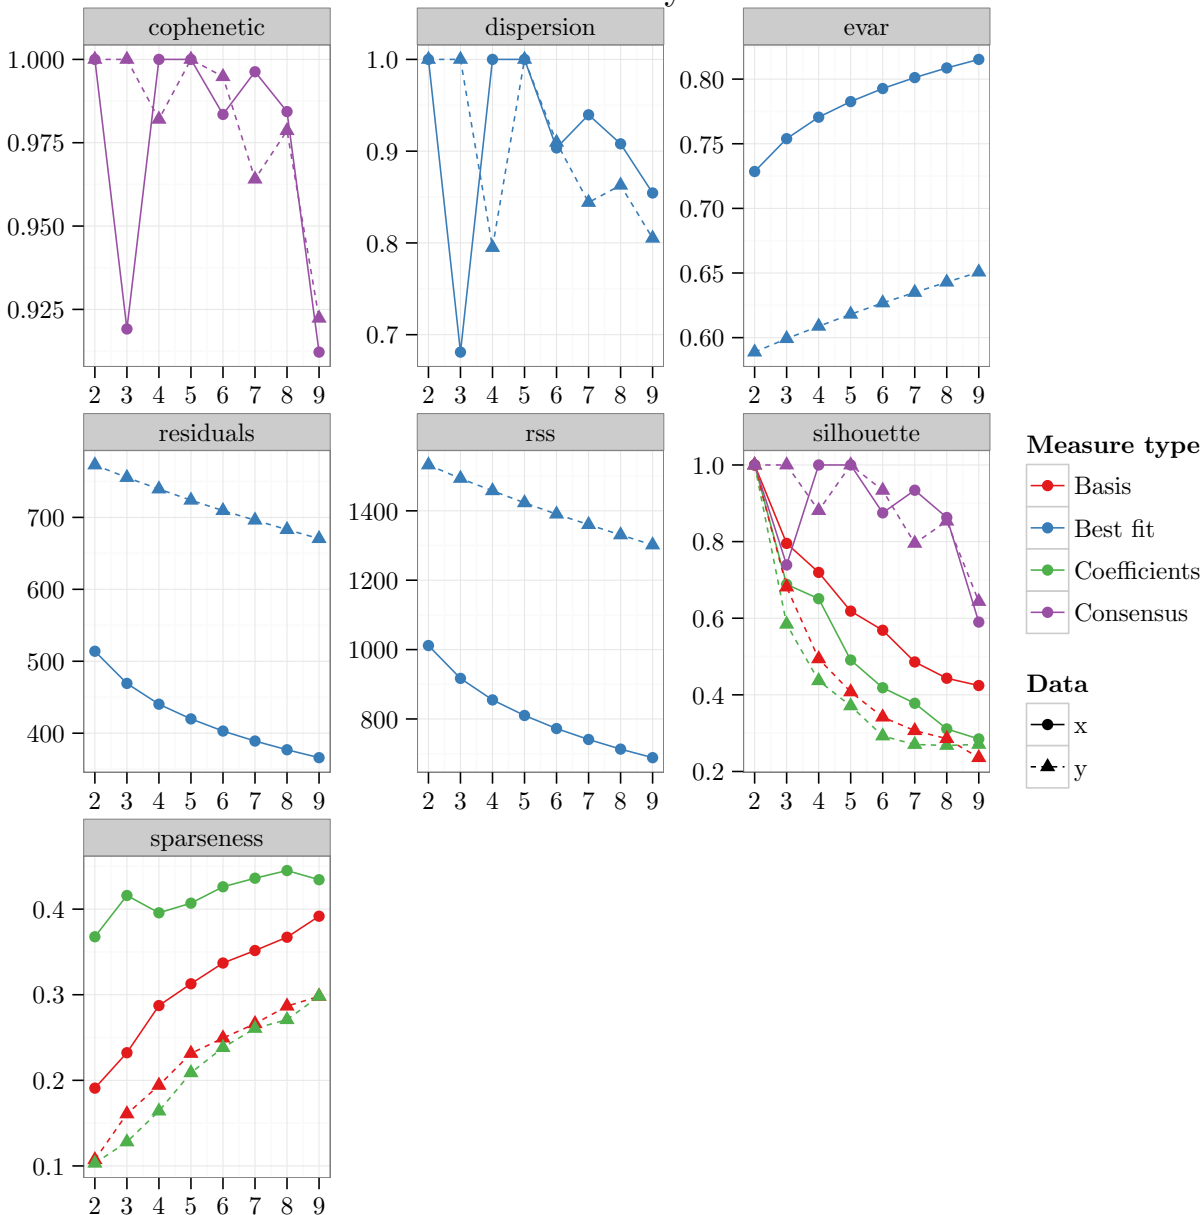 y
cophenetic
dispersion
evar
1.000
0.975
0.950
0.925
2 3 4 5 6 7 8 9
1.0
0.9
0.8
0.7
2 3 4 5 6 7 8 9
0.80
0.75
0.70
0.65
0.60
2 3 4 5 6 7 8 9
residuals
rss
silhouette
700
600
500
400
2 3 4 5 6 7 8 9
1400
1200
1000
800
2 3 4 5 6 7 8 9
1.0
0.8
0.6
0.4
0.2
2 3 4 5 6 7 8 9
Measure type
Basis
Best fit
Coefficients
Consensus
Data
x
y
sparseness
0.4
0.3
0.2
0.1
2 3 4 5 6 7 8 9